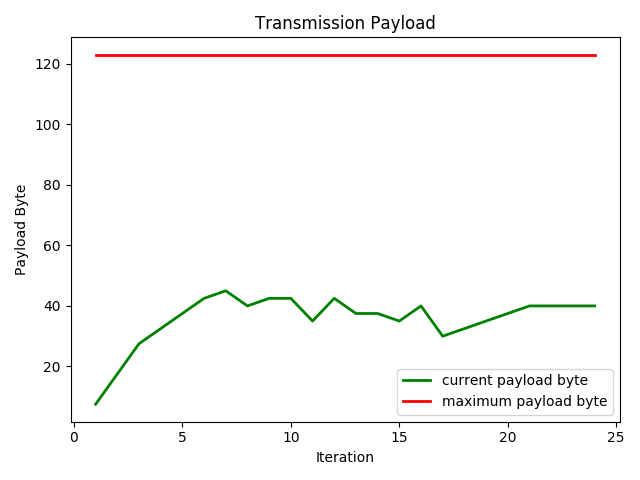 Transmission Payload
Payload Byte
120
100
80
60
40
20
0
5
10
15
20
25
Iteration
current payload byte
maximum payload byte